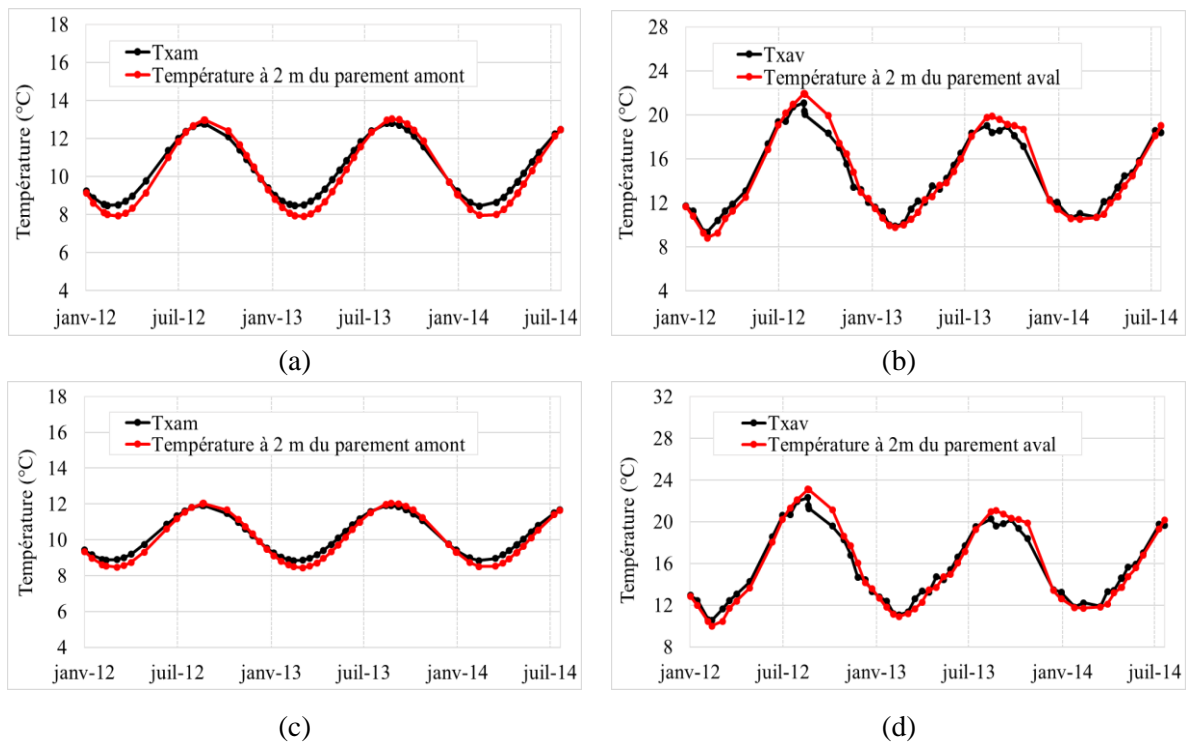 18
16
14
12
10
8
6
4
Température (°C)
Txam
Température à 2 m du parement amont
janv-12 juil-12 janv-13 juil-13 janv-14 juil-14
(a)
28
24
20
16
12
8
4
Température (°C)
Txav
Température à 2 m du parement aval
janv-12 juil-12 janv-13 juil-13 janv-14 juil-14
(b)
18
16
14
12
10
8
6
4
Température (°C)
Txam
Température à 2 m du parement amont
janv-12 juil-12 janv-13 juil-13 janv-14 juil-14
(c)
32
28
24
20
16
12
8
Température (°C)
Txav
Température à 2m du parement aval
janv-12 juil-12 janv-13 juil-13 janv-14 juil-14
(d)